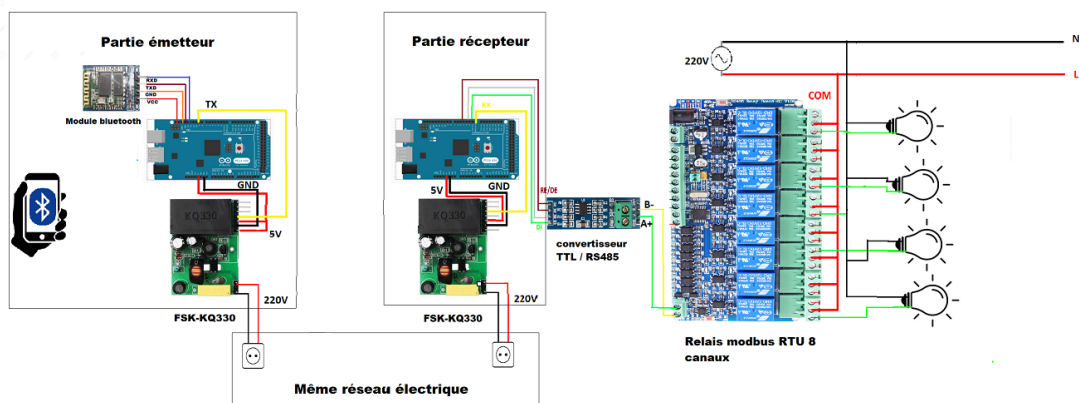 Partie émetteur
RXD
TXD
GND
VCC
Module bluetooth
TX
GND
5V
KQ330
220V
FSK-KQ330
Partie récepteur
RX
5V
GND
KQ330
220V
FSK-KQ330
RE/DE
DI
B-
A+
convertisseur
TTL / RS485
Même réseau électrique
N
220V
L
COM
Relais modbus RTU 8
canaux